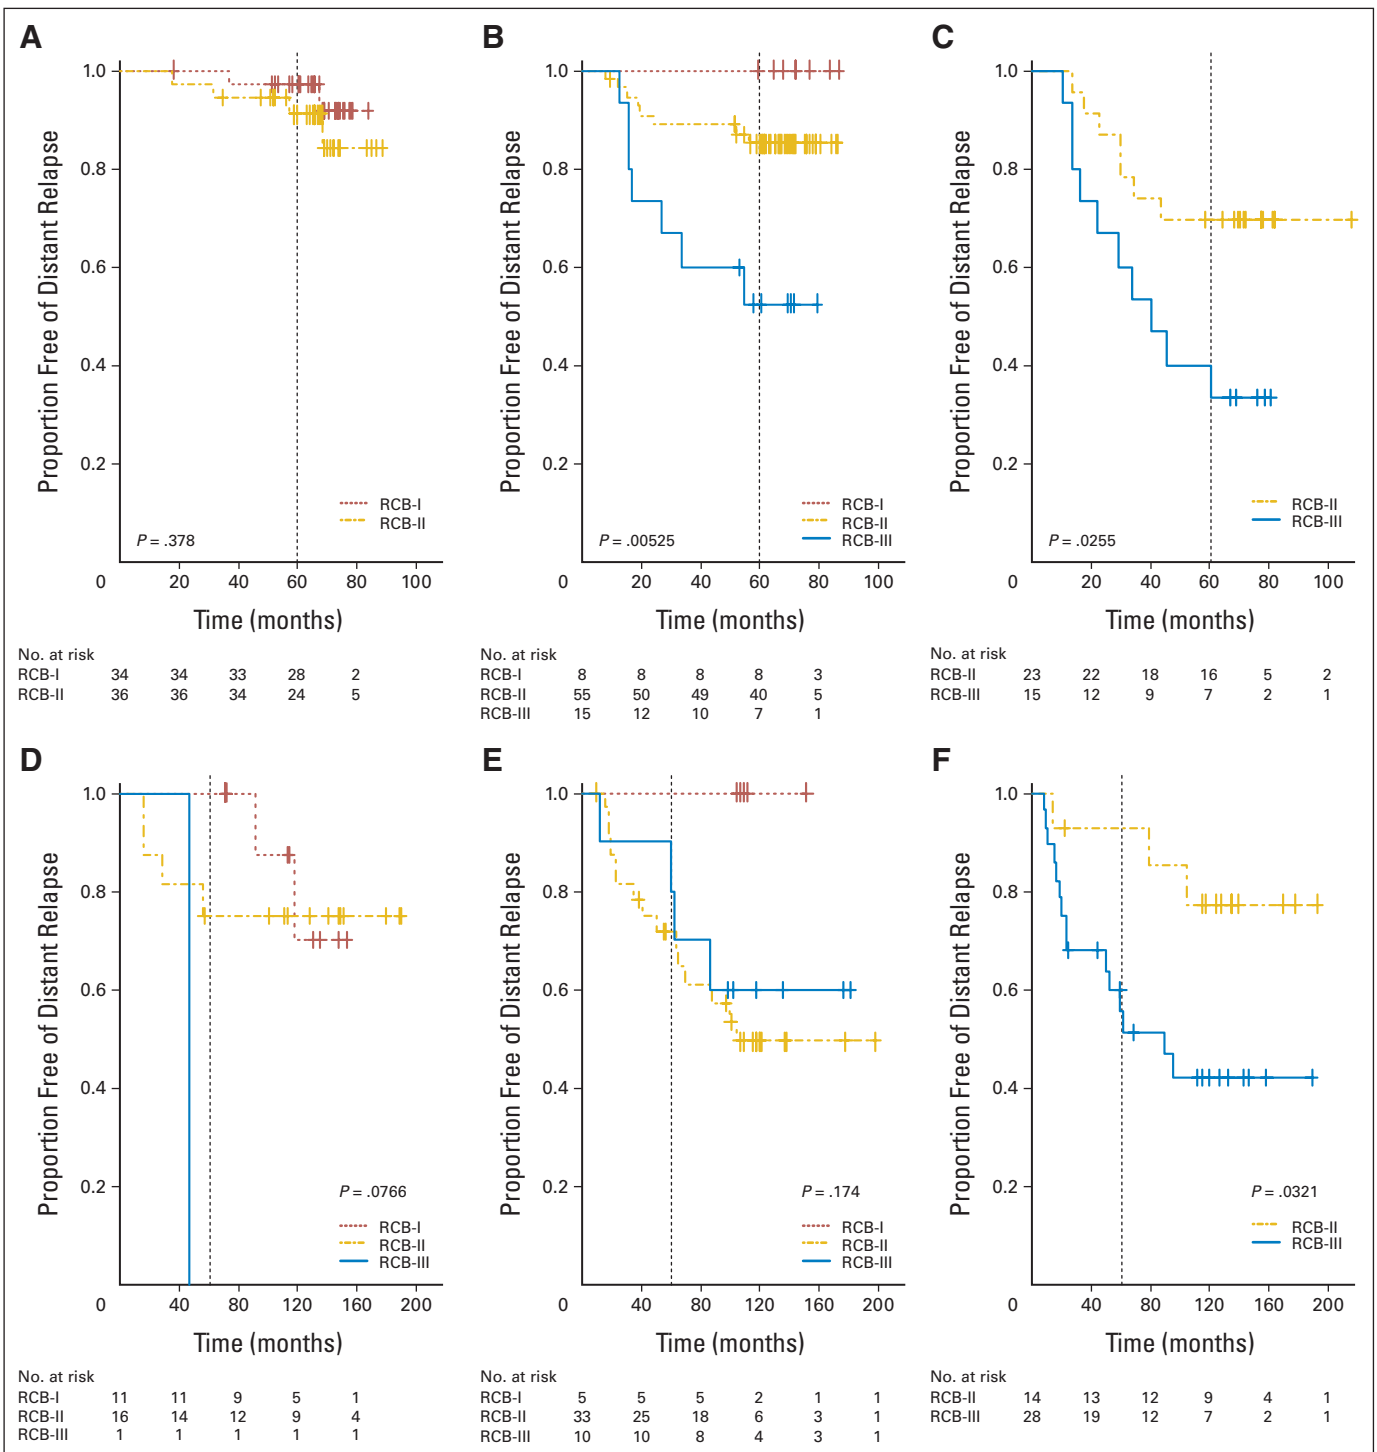 A
Proportion Free of Distant Relapse
1.0
0.8
0.6
0.4
0.2
0
RCB-I
RCB-II
P = .378
20 40 60 80 100
Time (months)
No. at risk
RCB-I 34 34 33 28 2
RCB-II 36 36 34 24 5
B
Proportion Free of Distant Relapse
1.0
0.8
0.6
0.4
0.2
0
RCB-I
RCB-II
RCB-III
P = .00525
20 40 60 80 100
Time (months)
No. at risk
RCB-I 8 8 8 8 3
RCB-II 55 50 49 40 5
RCB-III 15 12 10 7 1
C
Proportion Free of Distant Relapse
1.0
0.8
0.6
0.4
0.2
0
RCB-II
RCB-III
P = .0255
20 40 60 80 100
Time (months)
No. at risk
RCB-II 23 22 18 16 5 2
RCB-III 15 12 9 7 2 1
D
Proportion Free of Distant Relapse
1.0
0.8
0.6
0.4
0.2
0
P = .0766
RCB-I
RCB-II
RCB-III
40 80 120 160 200
Time (months)
No. at risk
RCB-I 11 11 9 5 1
RCB-II 16 14 12 9 4
RCB-III 1 1 1 1 1
E
Proportion Free of Distant Relapse
1.0
0.8
0.6
0.4
0.2
0
P = .174
RCB-I
RCB-II
RCB-III
40 80 120 160 200
Time (months)
No. at risk
RCB-I 5 5 5 2 1 1
RCB-II 33 25 18 6 3 1
RCB-III 10 10 8 4 3 1
F
Proportion Free of Distant Relapse
1.0
0.8
0.6
0.4
0.2
0
P = .0321
RCB-II
RCB-III
40 80 120 160 200
Time (months)
No. at risk
RCB-II 14 13 12 9 4 1
RCB-III 28 19 12 7 2 1